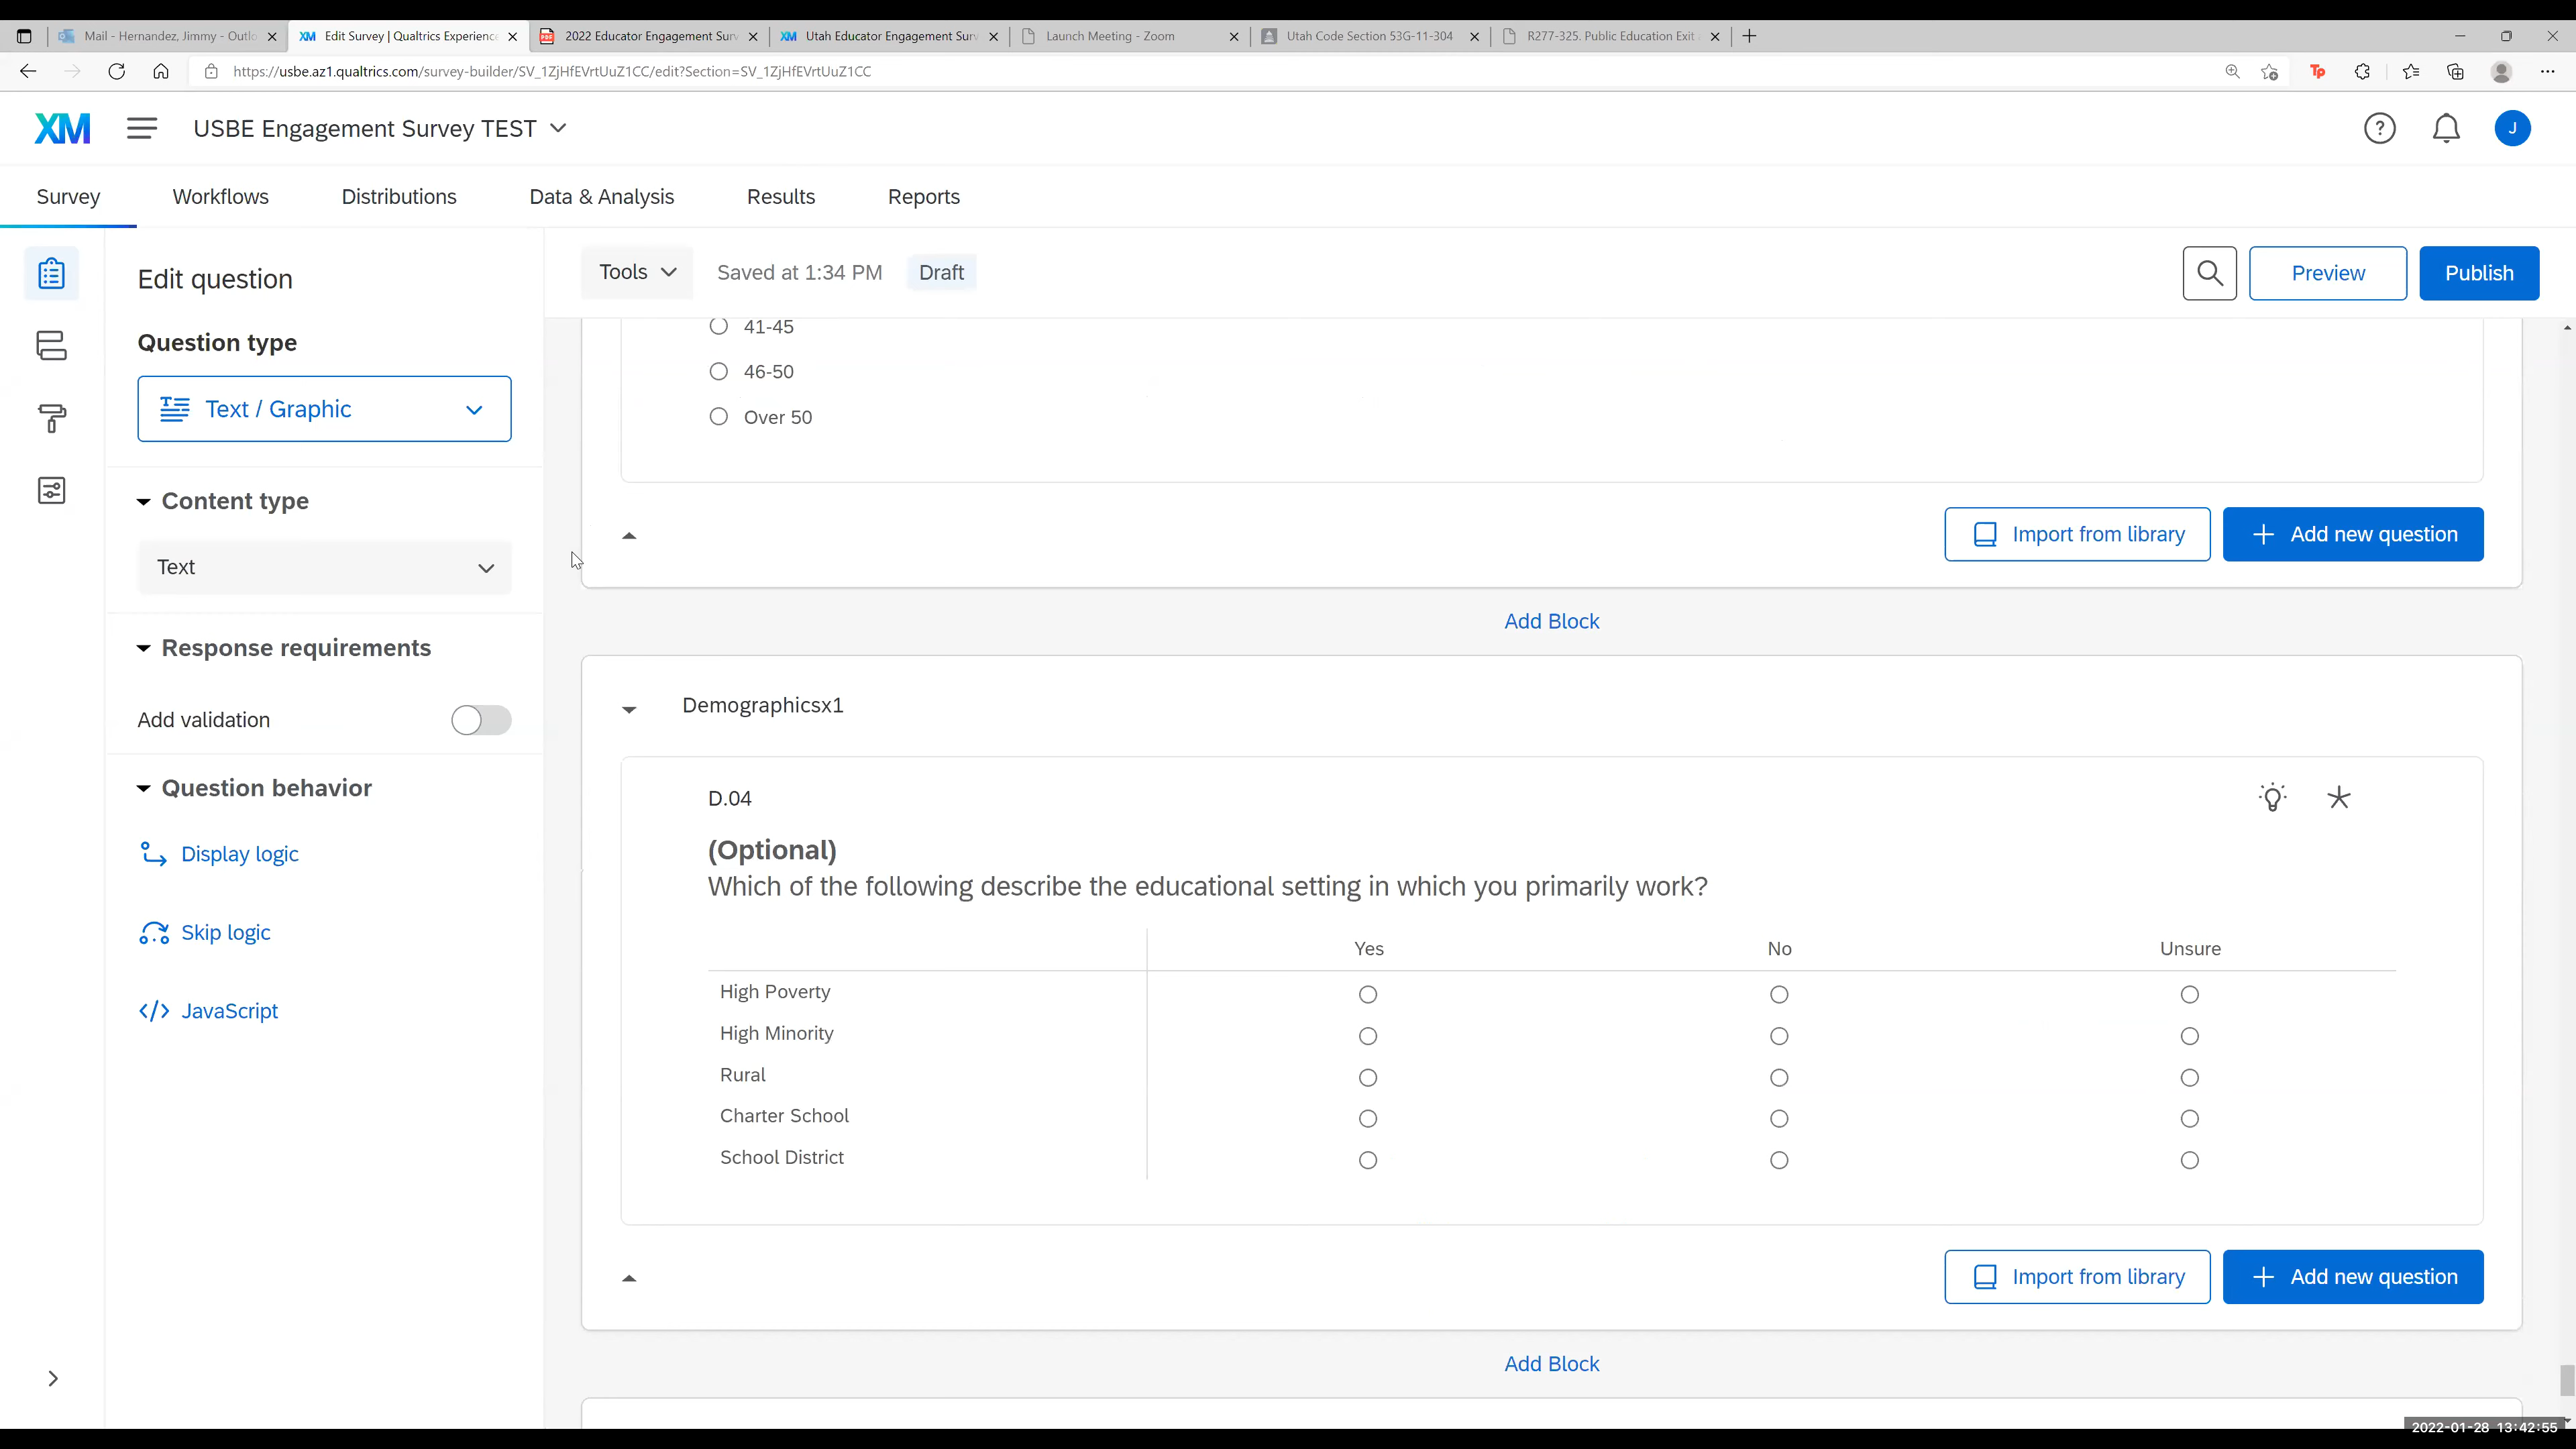 Mail - Hernandez, Jimmy - Outlo
XM Edit Survey | Qualtrics Experience
PDF 2022 Educator Engagement Surv
XM Utah Educator Engagement Surv
Launch Meeting - Zoom
Utah Code Section 53G-11-304
R277-325. Public Education Exit
https://usbe.az1.qualtrics.com/survey-builder/SV_1ZjHfEVrtUuZ1CC/edit?Section=SV_1ZjHfEVrtUuZ1CC
Tp
XM USBE Engagement Survey TEST
? J
Survey Workflows Distributions Data & Analysis Results Reports
Edit question
Question type
Text / Graphic
Content type
Text
Response requirements
Add validation
Question behavior
Display logic
Skip logic
</> JavaScript
Tools Saved at 1:34 PM Draft Preview Publish
41-45
46-50
Over 50
Import from library + Add new question
Add Block
Demographicsx1
D.04
(Optional)
Which of the following describe the educational setting in which you primarily work?
Yes No Unsure
High Poverty
High Minority
Rural
Charter School
School District
Import from library + Add new question
Add Block
2022-01-28 13:42:55